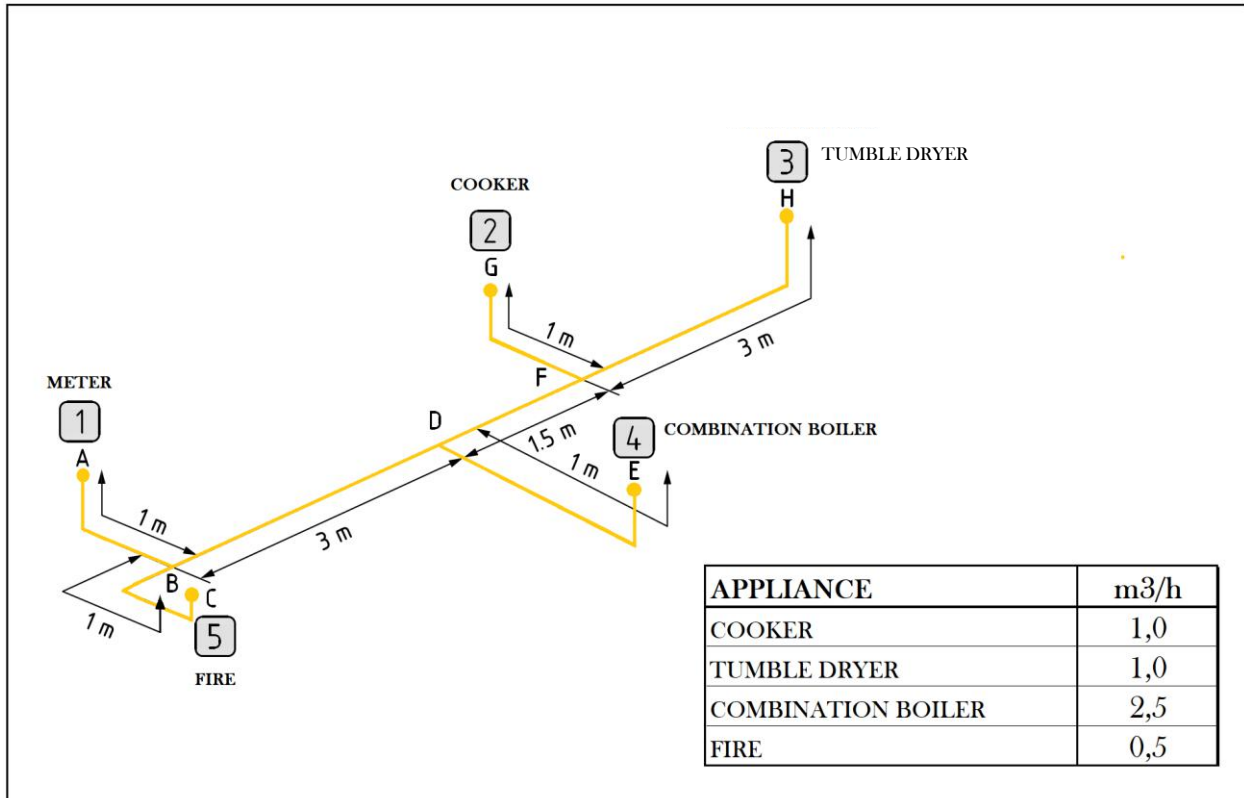 3 TUMBLE DRYER
H
COOKER
2
G
1 m
3 m
F
METER
1
A
D
1.5 m
4 COMBINATION BOILER
E
1 m
1 m
3 m
B
C
1 m
5
FIRE
APPLIANCE m3/h
COOKER 1,0
TUMBLE DRYER 1,0
COMBINATION BOILER 2,5
FIRE 0,5